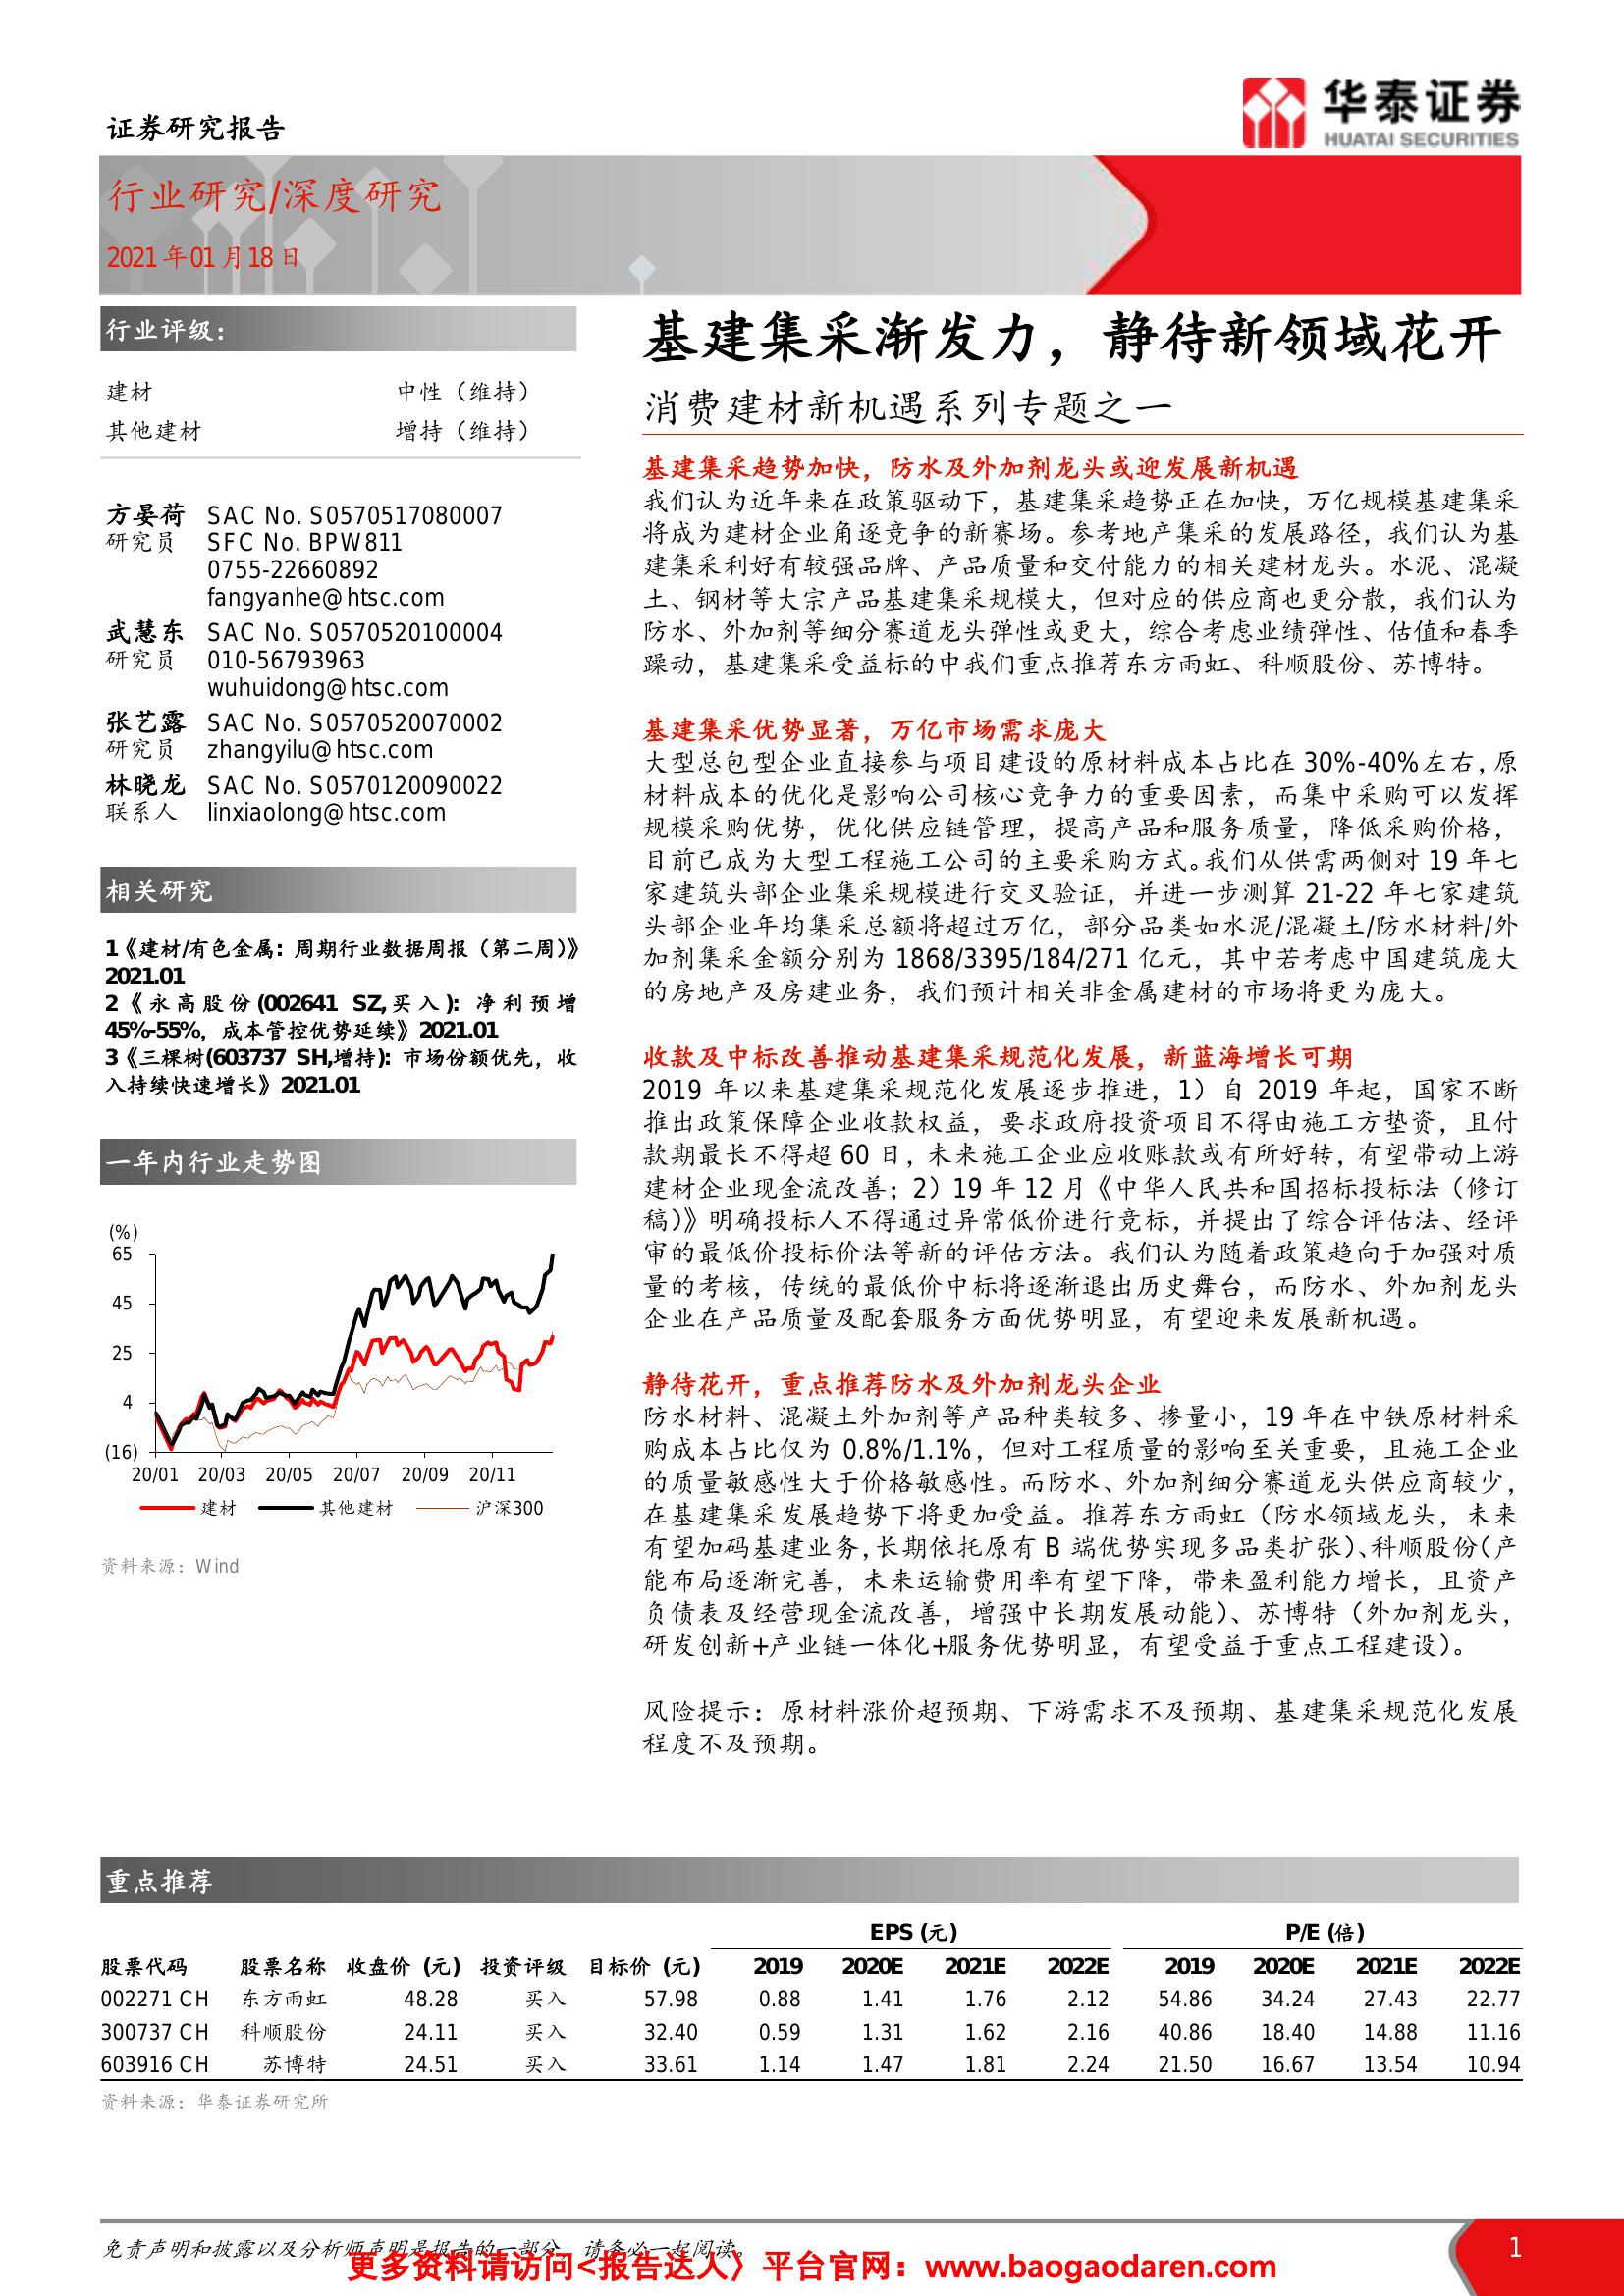 证券研究报告
华泰证券
HUATAI SECURITIES
行业研究/深度研究
2021年01月18日
行业评级：
建材 中性（维持）
其他建材 增持（维持）
方晏荷 SAC No. S0570517080007
研究员 SFC No. BPW811
0755-22660892
fangyanhe@htsc.com
武慧东 SAC No. S0570520100004
研究员 010-56793963
wuhuidong@htsc.com
张艺露 SAC No. S0570520070002
研究员 zhangyilu@htsc.com
林晓龙 SAC No. S0570120090022
联系人 linxiaolong@htsc.com
相关研究
1《建材/有色金属：周期行业数据周报（第二周）》
2021.01
2《永高股份(002641 SZ,买入)：净利预增
45%-55%，成本管控优势延续》2021.01
3《三棵树(603737 SH,增持)：市场份额优先，收
入持续快速增长》2021.01
一年内行业走势图
(%)
65
45
25
4
(16)
20/01 20/03 20/05 20/07 20/09 20/11
建材 其他建材 沪深300
资料来源：Wind
基建集采渐发力，静待新领域花开
消费建材新机遇系列专题之一
基建集采趋势加快，防水及外加剂龙头或迎发展新机遇
我们认为近年来在政策驱动下，基建集采趋势正在加快，万亿规模基建集采
将成为建材企业角逐竞争的新赛场。参考地产集采的发展路径，我们认为基
建集采利好有较强品牌、产品质量和交付能力的相关建材龙头。水泥、混凝
土、钢材等大宗产品基建集采规模大，但对应的供应商也更分散，我们认为
防水、外加剂等细分赛道龙头弹性或更大，综合考虑业绩弹性、估值和春季
躁动，基建集采受益标的中我们重点推荐东方雨虹、科顺股份、苏博特。
基建集采优势显著，万亿市场需求庞大
大型总包型企业直接参与项目建设的原材料成本占比在 30%-40%左右，原
材料成本的优化是影响公司核心竞争力的重要因素，而集中采购可以发挥
规模采购优势，优化供应链管理，提高产品和服务质量，降低采购价格，
目前已成为大型工程施工公司的主要采购方式。我们从供需两侧对 19 年七
家建筑头部企业集采规模进行交叉验证，并进一步测算 21-22 年七家建筑
头部企业年均集采总额将超过万亿，部分品类如水泥/混凝土/防水材料/外
加剂集采金额分别为 1868/3395/184/271 亿元，其中若考虑中国建筑庞大
的房地产及房建业务，我们预计相关非金属建材的市场将更为庞大。
收款及中标改善推动基建集采规范化发展，新蓝海增长可期
2019 年以来基建集采规范化发展逐步推进，1）自 2019 年起，国家不断
推出政策保障企业收款权益，要求政府投资项目不得由施工方垫资，且付
款期最长不得超 60 日，未来施工企业应收账款或有所好转，有望带动上游
建材企业现金流改善；2）19 年 12 月《中华人民共和国招标投标法（修订
稿）》明确投标人不得通过异常低价进行竞标，并提出了综合评估法、经评
审的最低价投标价法等新的评估方法。我们认为随着政策趋向于加强对质
量的考核，传统的最低价中标将逐渐退出历史舞台，而防水、外加剂龙头
企业在产品质量及配套服务方面优势明显，有望迎来发展新机遇。
静待花开，重点推荐防水及外加剂龙头企业
防水材料、混凝土外加剂等产品种类较多、掺量小，19 年在中铁原材料采
购成本占比仅为 0.8%/1.1%，但对工程质量的影响至关重要，且施工企业
的质量敏感性大于价格敏感性。而防水、外加剂细分赛道龙头供应商较少，
在基建集采发展趋势下将更加受益。推荐东方雨虹（防水领域龙头，未来
有望加码基建业务,长期依托原有 B 端优势实现多品类扩张）、科顺股份（产
能布局逐渐完善，未来运输费用率有望下降，带来盈利能力增长，且资产
负债表及经营现金流改善，增强中长期发展动能）、苏博特（外加剂龙头，
研发创新+产业链一体化+服务优势明显，有望受益于重点工程建设）。
风险提示：原材料涨价超预期、下游需求不及预期、基建集采规范化发展
程度不及预期。
重点推荐
EPS (元) P/E (倍)
股票代码 股票名称 收盘价 (元) 投资评级 目标价 (元) 2019 2020E 2021E 2022E 2019 2020E 2021E 2022E
002271 CH 东方雨虹 48.28 买入 57.98 0.88 1.41 1.76 2.12 54.86 34.24 27.43 22.77
300737 CH 科顺股份 24.11 买入 32.40 0.59 1.31 1.62 2.16 40.86 18.40 14.88 11.16
603916 CH 苏博特 24.51 买入 33.61 1.14 1.47 1.81 2.24 21.50 16.67 13.54 10.94
资料来源：华泰证券研究所
免责声明和披露以及分析师声明是报告的一部分，请务必一起阅读。
1
更多资料请访问<报告达人〉平台官网：www.baogaodaren.com